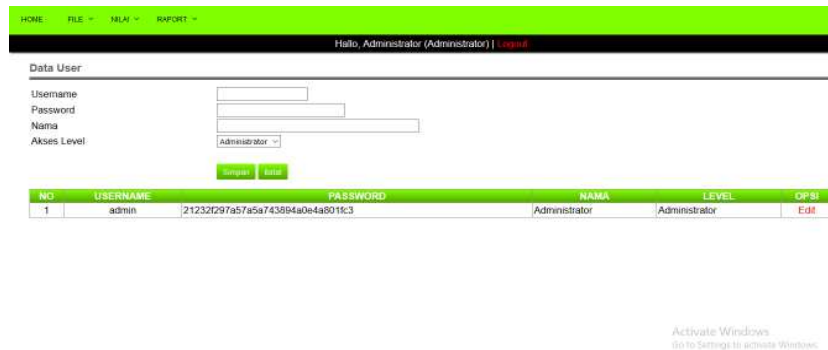 HOME FILE NILAI RAPORT
Hallo, Administrator (Administrator) | Logout
Data User
Username
Password
Nama
Akses Level Administrator
Simpan Batal
NO USERNAME PASSWORD NAMA LEVEL OPSI
1 admin 21232f297a57a5a743894a0e4a801fc3 Administrator Administrator Edit
Activate Windows
Go to Settings to activate Windows.